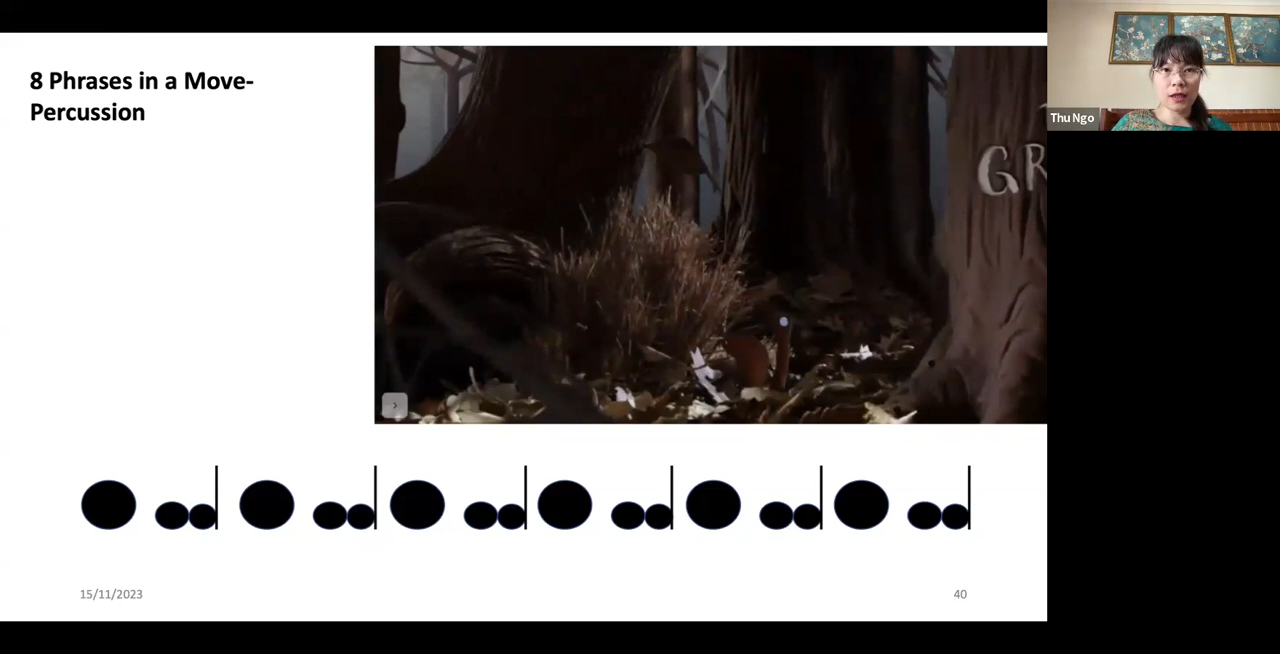 8 Phrases in a Move-
Percussion
GR
Thu Ngo
15/11/2023
40